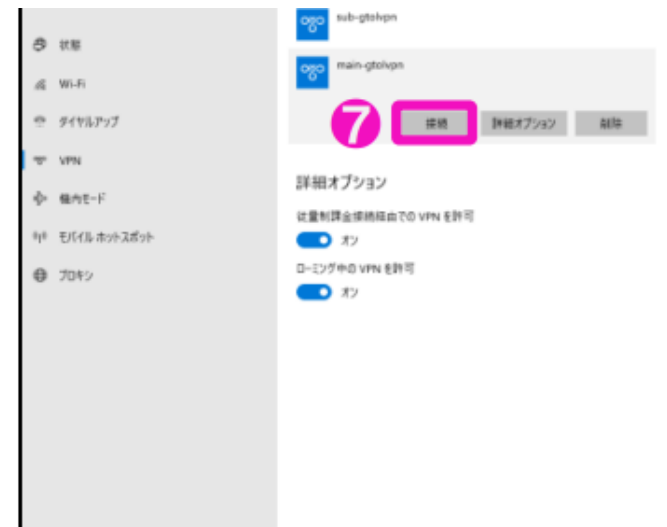 sub-gtolvpn
main-gtolvpn
7 接続 詳細オプション 削除
状態
Wi-Fi
ダイヤルアップ
VPN
機内モード
モバイル ホットスポット
プロキシ
詳細オプション
従量制課金接続経由での VPN を許可
オン
ローミング中の VPN を許可
オン